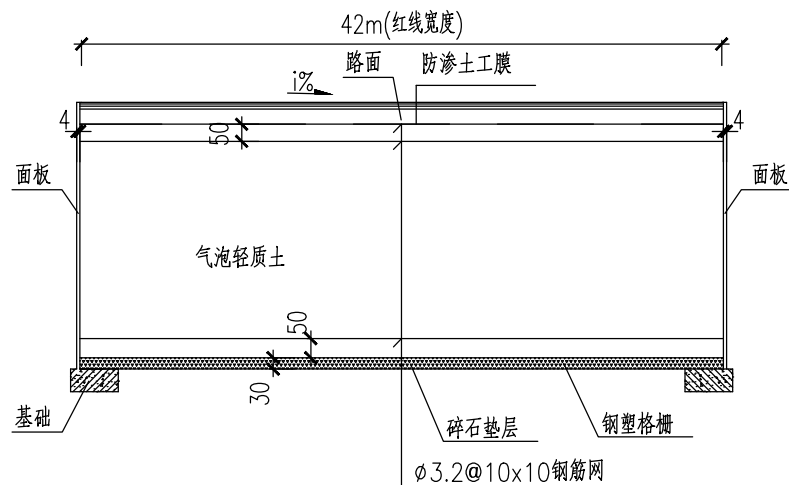 42m(红线宽度)
路面
防渗土工膜
i%
4
50
4
面板
面板
气泡轻质土
50
30
基础
碎石垫层
钢塑格栅
φ3.2@10x10钢筋网